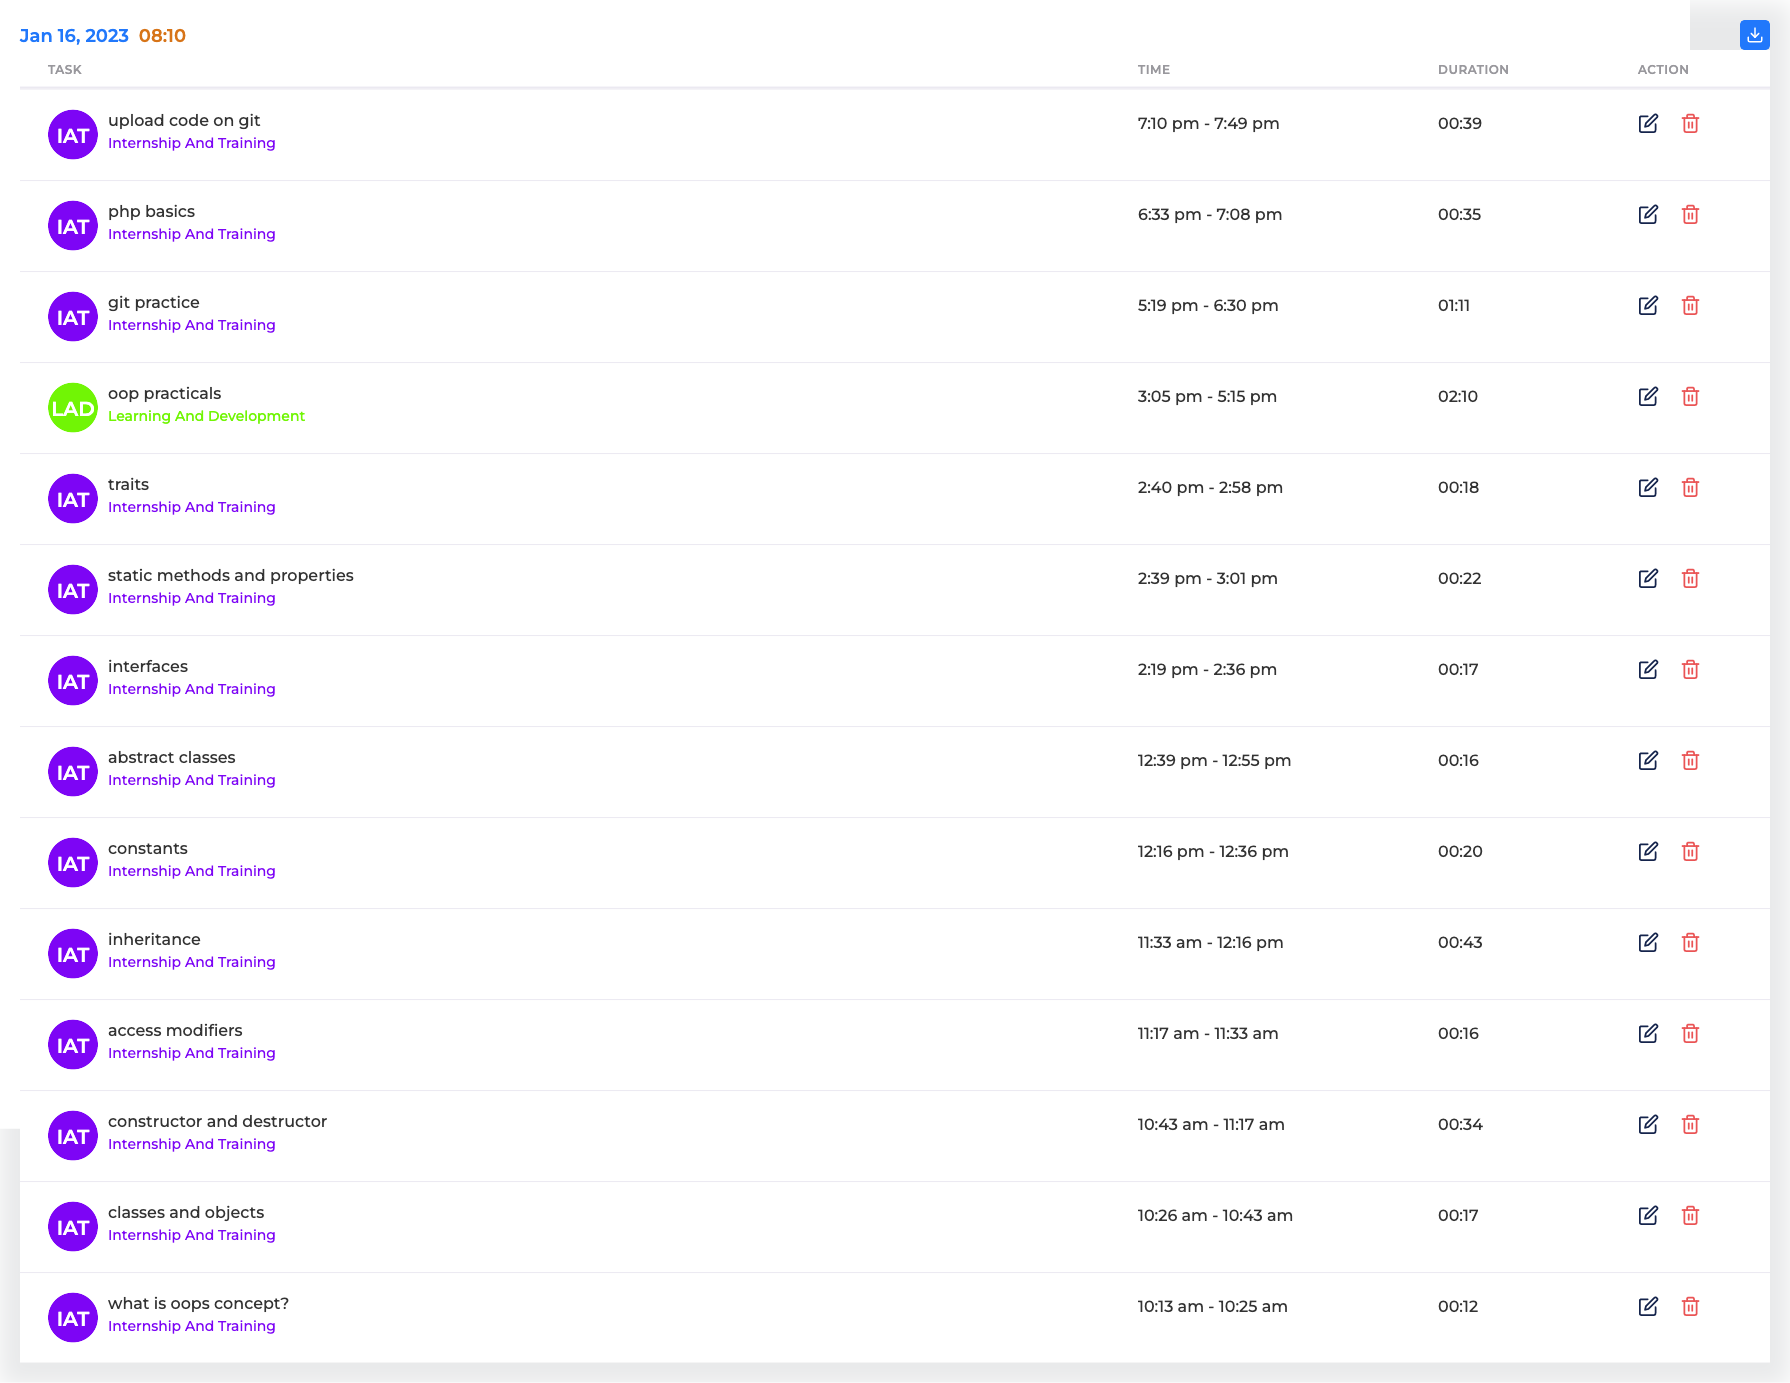 Jan 16, 2023 08:10
TASK TIME DURATION ACTION
IAT upload code on git 7:10 pm - 7:49 pm 00:39
Internship And Training
IAT php basics 6:33 pm - 7:08 pm 00:35
Internship And Training
IAT git practice 5:19 pm - 6:30 pm 01:11
Internship And Training
LAD oop practicals 3:05 pm - 5:15 pm 02:10
Learning And Development
IAT traits 2:40 pm - 2:58 pm 00:18
Internship And Training
IAT static methods and properties 2:39 pm - 3:01 pm 00:22
Internship And Training
IAT interfaces 2:19 pm - 2:36 pm 00:17
Internship And Training
IAT abstract classes 12:39 pm - 12:55 pm 00:16
Internship And Training
IAT constants 12:16 pm - 12:36 pm 00:20
Internship And Training
IAT inheritance 11:33 am - 12:16 pm 00:43
Internship And Training
IAT access modifiers 11:17 am - 11:33 am 00:16
Internship And Training
IAT constructor and destructor 10:43 am - 11:17 am 00:34
Internship And Training
IAT classes and objects 10:26 am - 10:43 am 00:17
Internship And Training
IAT what is oops concept? 10:13 am - 10:25 am 00:12
Internship And Training